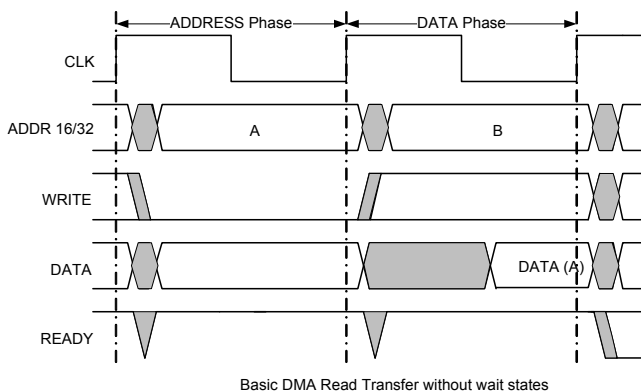 ADDRESS Phase DATA Phase
CLK
ADDR 16/32 A B
WRITE
DATA DATA (A)
READY
Basic DMA Read Transfer without wait states